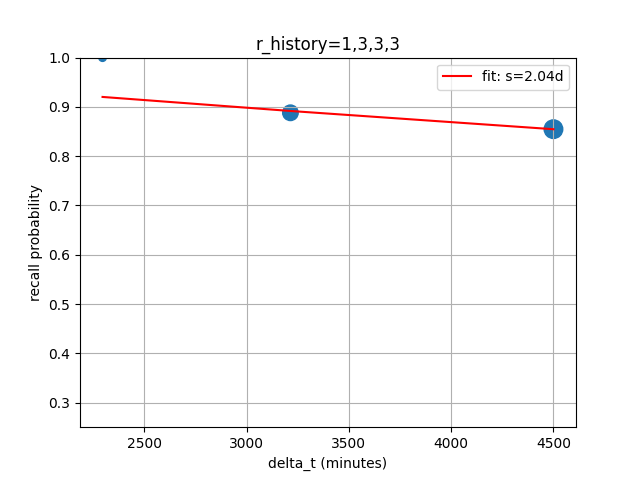 r_history=1,3,3,3
fit: s=2.04d
1.0
0.9
0.8
0.7
0.6
0.5
0.4
0.3
recall probability
2500 3000 3500 4000 4500
delta_t (minutes)